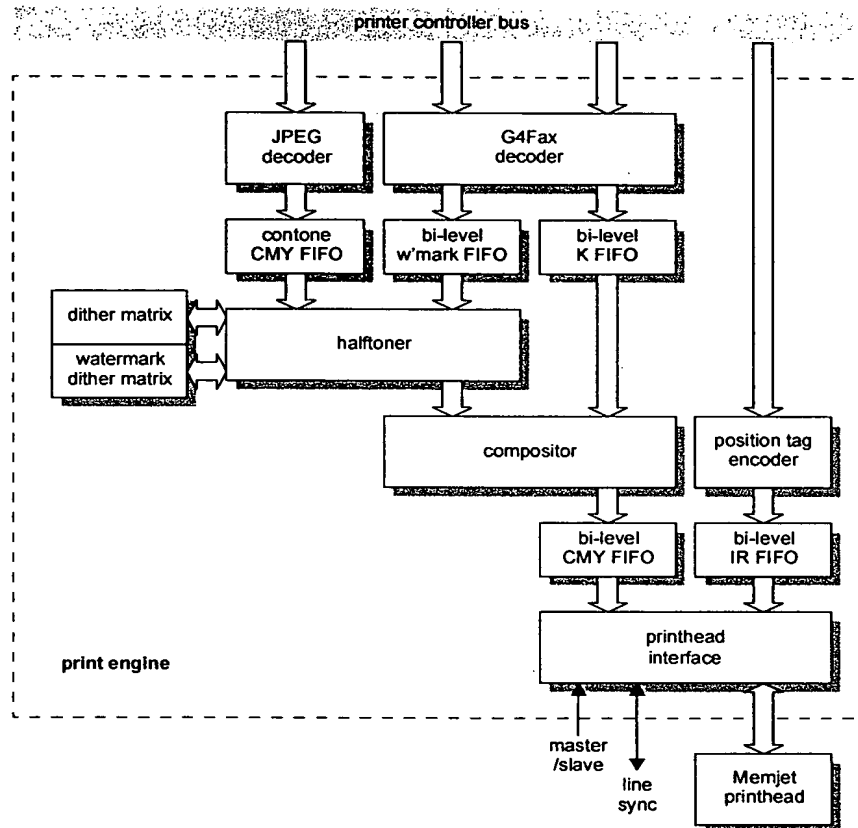 printer controller bus
JPEG
decoder
G4Fax
decoder
contone
CMY FIFO
bi-level
w'mark FIFO
bi-level
K FIFO
dither matrix
watermark
dither matrix
halftoner
compositor
position tag
encoder
bi-level
CMY FIFO
bi-level
IR FIFO
printhead
interface
print engine
master
/slave
line
sync
Memjet
printhead